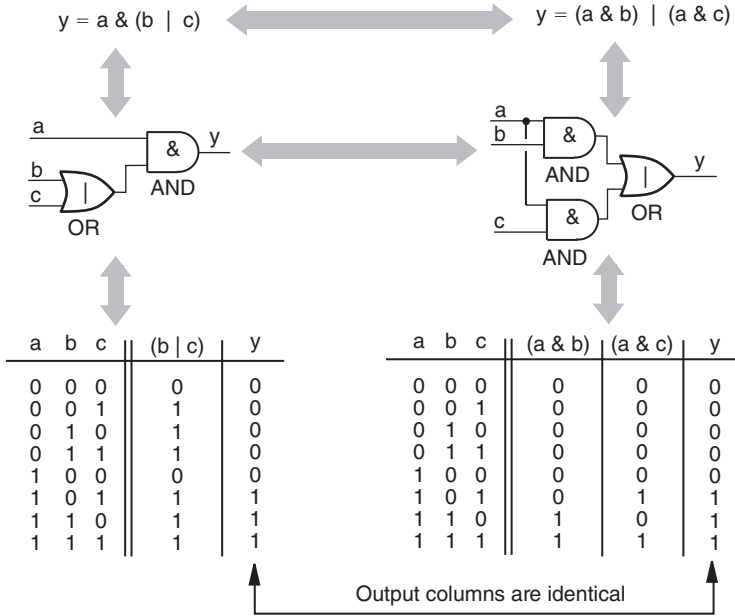 y = a & (b | c)
y = (a & b) | (a & c)
a
b
c
&
|
y
AND
OR
a
b
c
&
&
|
y
AND
AND
OR
a b c (b | c) y
0 0 0 0 0
0 0 1 1 0
0 1 0 1 0
0 1 1 1 0
1 0 0 0 0
1 0 1 1 1
1 1 0 1 1
1 1 1 1 1
a b c (a & b) (a & c) y
0 0 0 0 0 0
0 0 1 0 0 0
0 1 0 0 0 0
0 1 1 0 0 0
1 0 0 0 0 0
1 0 1 0 1 1
1 1 0 1 0 1
1 1 1 1 1 1
Output columns are identical